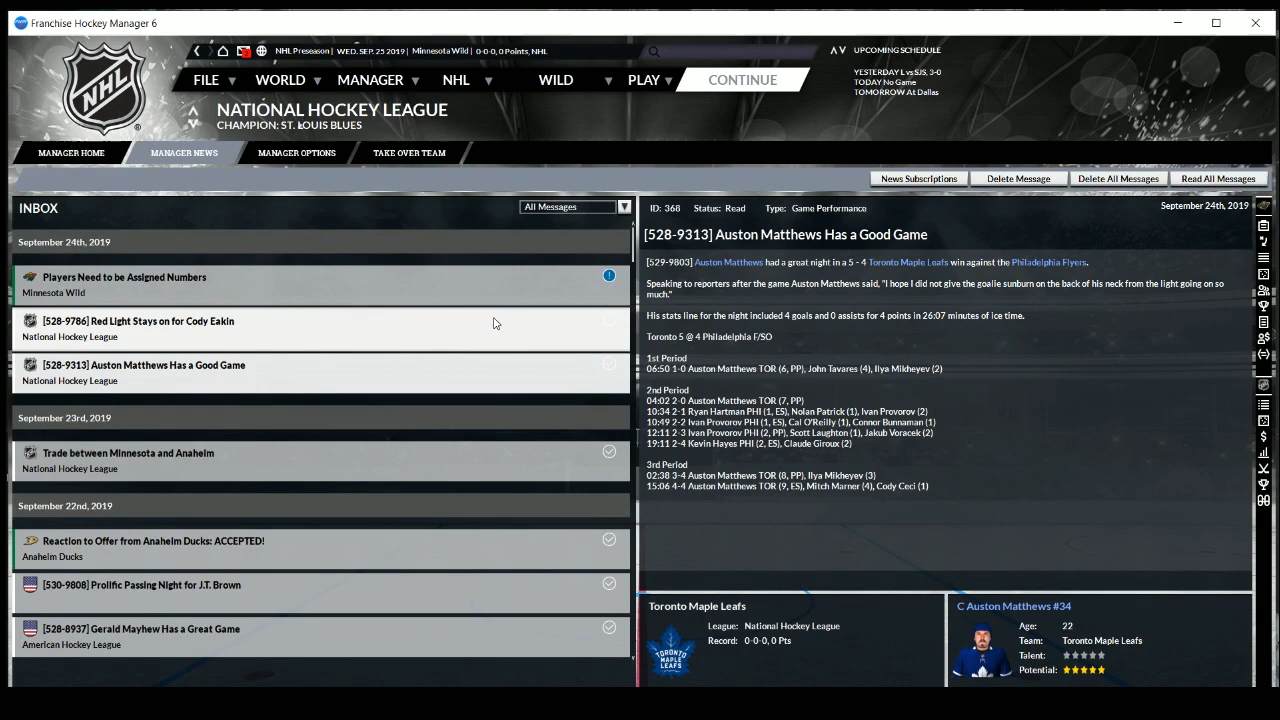 Franchise Hockey Manager 6
NHL Preseason | WED. SEP. 25 2019 | Minnesota Wild | 0-0-0, 0 Points, NHL
UPCOMING SCHEDULE
YESTERDAY L vs SJS, 3-0
TODAY No Game
TOMORROW At Dallas
FILE WORLD MANAGER NHL WILD PLAY CONTINUE
NHL
NATIONAL HOCKEY LEAGUE
CHAMPION: ST. LOUIS BLUES
MANAGER HOME MANAGER NEWS MANAGER OPTIONS TAKE OVER TEAM
News Subscriptions Delete Message Delete All Messages Read All Messages
INBOX
All Messages
September 24th, 2019
Players Need to be Assigned Numbers
Minnesota Wild
[528-9786] Red Light Stays on for Cody Eakin
National Hockey League
[528-9313] Auston Matthews Has a Good Game
National Hockey League
September 23rd, 2019
Trade between Minnesota and Anaheim
National Hockey League
September 22nd, 2019
Reaction to Offer from Anaheim Ducks: ACCEPTED!
Anaheim Ducks
[530-9808] Prolific Passing Night for J.T. Brown
[528-8937] Gerald Mayhew Has a Great Game
American Hockey League
ID: 368 Status: Read Type: Game Performance
September 24th, 2019
[528-9313] Auston Matthews Has a Good Game
[529-9803] Auston Matthews had a great night in a 5 - 4 Toronto Maple Leafs win against the Philadelphia Flyers.
Speaking to reporters after the game Auston Matthews said, "I hope I did not give the goalie sunburn on the back of his neck from the light going on so
much."
His stats line for the night included 4 goals and 0 assists for 4 points in 26:07 minutes of ice time.
Toronto 5 @ 4 Philadelphia F/SO
1st Period
06:50 1-0 Auston Matthews TOR (6, PP), John Tavares (4), Ilya Mikheyev (2)
2nd Period
04:02 2-0 Auston Matthews TOR (7, PP)
10:34 2-1 Ryan Hartman PHI (1, ES), Nolan Patrick (1), Ivan Provorov (2)
10:49 2-2 Ivan Provorov PHI (1, ES), Cal O'Reilly (1), Connor Bunnaman (1)
12:11 2-3 Ivan Provorov PHI (2, PP), Scott Laughton (1), Jakub Voracek (2)
19:11 2-4 Kevin Hayes PHI (2, ES), Claude Giroux (2)
3rd Period
02:38 3-4 Auston Matthews TOR (8, PP), Ilya Mikheyev (3)
15:06 4-4 Auston Matthews TOR (9, ES), Mitch Marner (4), Cody Ceci (1)
Toronto Maple Leafs
League: National Hockey League
Record: 0-0-0, 0 Pts
TORONTO
MAPLE
LEAFS
C Auston Matthews #34
Age: 22
Team: Toronto Maple Leafs
Talent:
Potential: